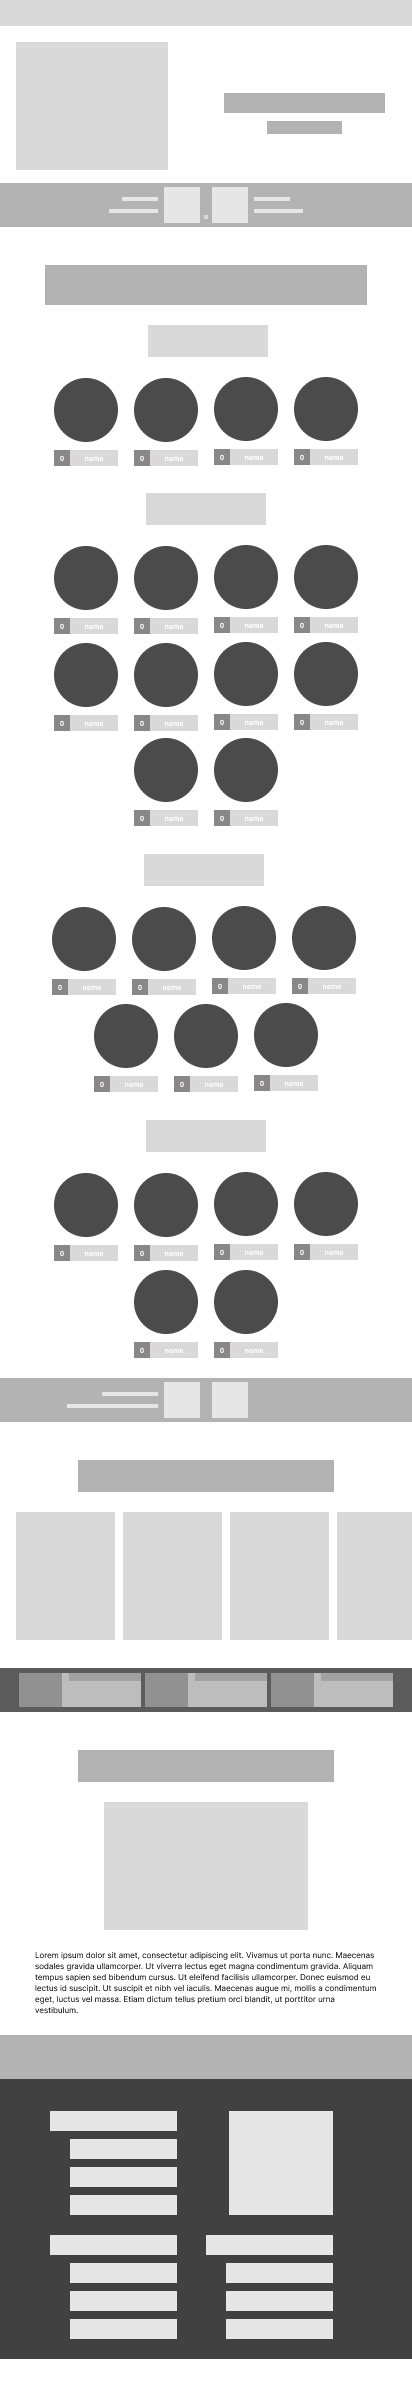 0 name 0 name 0 name 0 name
0 name 0 name 0 name 0 name
0 name 0 name 0 name 0 name
0 name 0 name
0 name 0 name 0 name 0 name
0 name 0 name 0 name
0 name 0 name 0 name 0 name
0 name 0 name
Lorem ipsum dolor sit amet, consectetur adipiscing elit. Vivamus ut porta nunc. Maecenas
sodales gravida ullamcorper. Ut viverra lectus eget magna condimentum gravida. Aliquam
tempus sapien sed bibendum cursus. Ut eleifend facilisis ullamcorper. Donec euismod eu
lectus id suscipit. Ut suscipit et nibh vel iaculis. Maecenas augue mi, mollis a condimentum
eget, luctus vel massa. Etiam dictum tellus pretium orci blandit, ut porttitor urna
vestibulum.